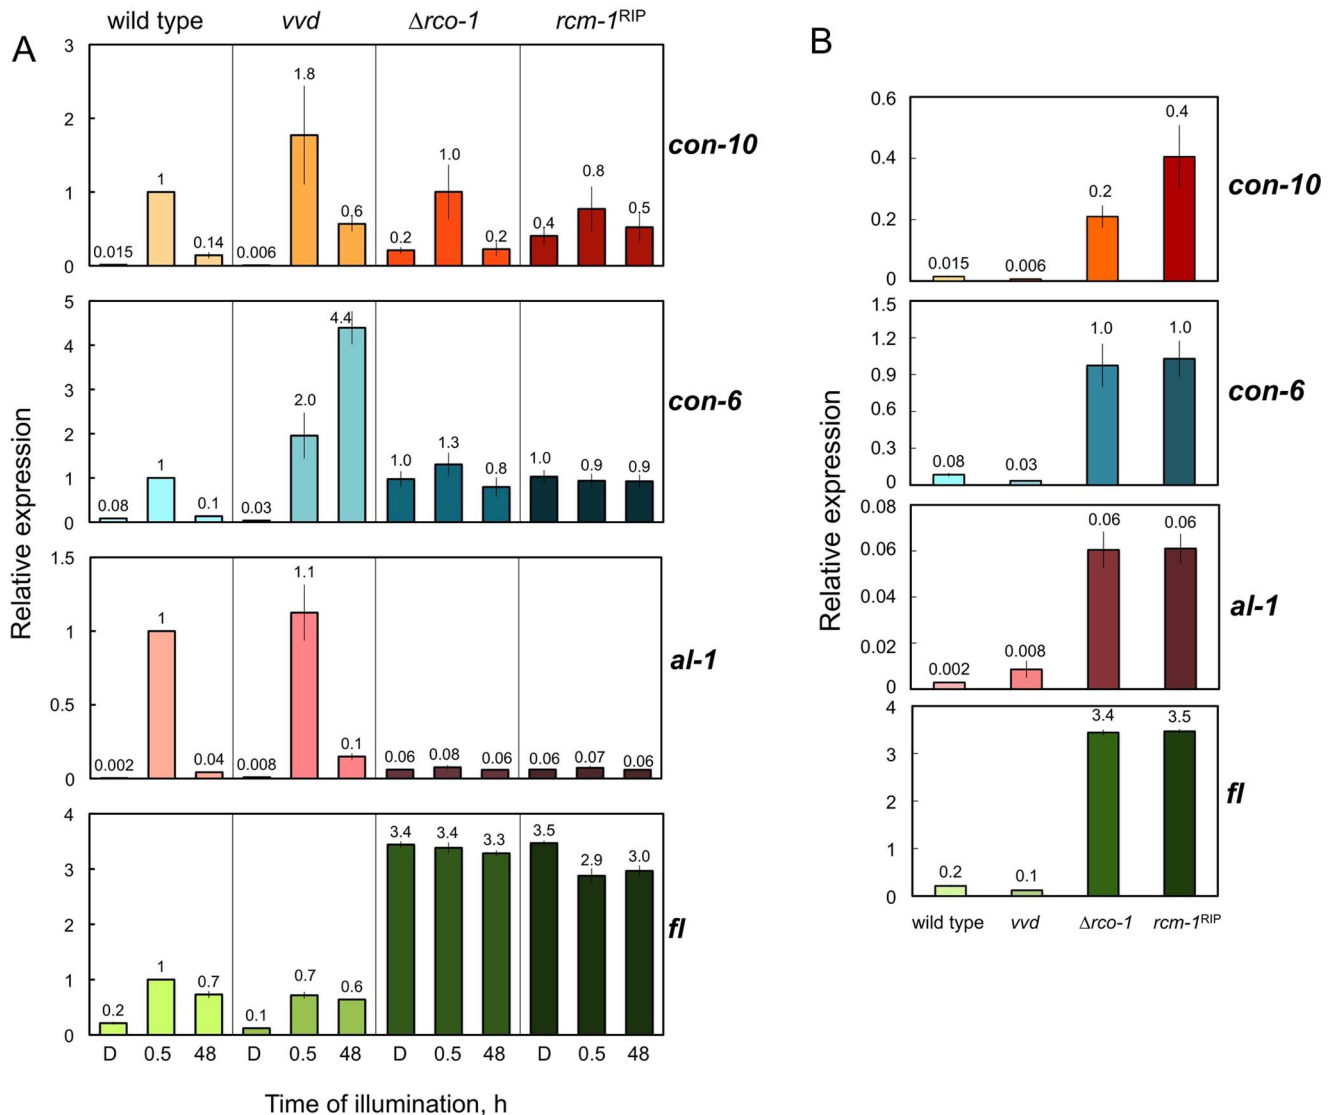 A
wild type vvd Δrco-1 rcm-1RIP
3
2
1
0
0.015 1 0.14 0.006 1.8 0.6 0.2 1.0 0.2 0.4 0.8 0.5
con-10
5
4
3
2
1
0
0.08 1 0.1 0.03 2.0 4.4 1.0 1.3 0.8 1.0 0.9 0.9
con-6
Relative expression
1.5
1
0.5
0
0.002 1 0.04 0.008 1.1 0.1 0.06 0.08 0.06 0.06 0.07 0.06
al-1
4
3
2
1
0
0.2 1 0.7 0.1 0.7 0.6 3.4 3.4 3.3 3.5 2.9 3.0
fl
D 0.5 48 D 0.5 48 D 0.5 48 D 0.5 48
Time of illumination, h
B
0.6
0.4
0.2
0
0.015 0.006 0.2 0.4
con-10
1.5
1.2
0.9
0.6
0.3
0
0.08 0.03 1.0 1.0
con-6
Relative expression
0.08
0.06
0.04
0.02
0
0.002 0.008 0.06 0.06
al-1
4
3
2
1
0
0.2 0.1 3.4 3.5
fl
wild type vvd Δrco-1 rcm-1RIP